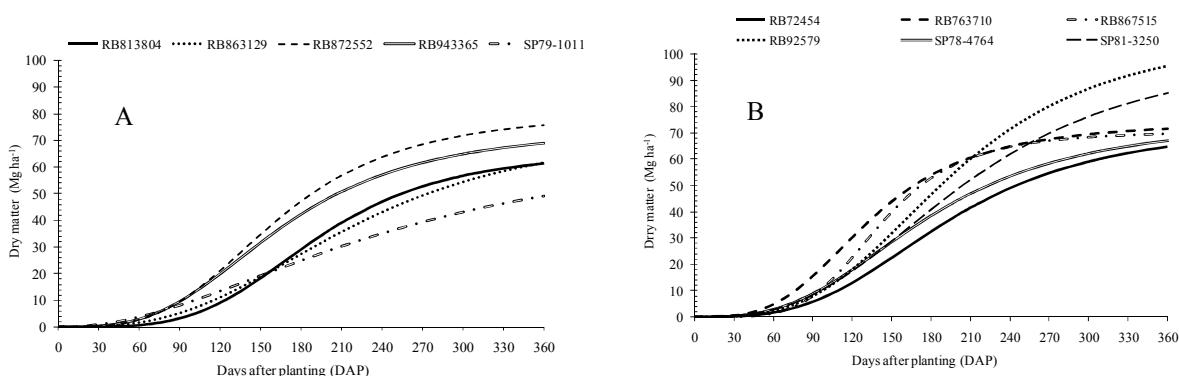 RB813804 RB863129 RB872552 RB943365 SP79-1011
100
90
80
70
60
50
40
30
20
10
0
Dry matter (Mg ha-1)
A
0 30 60 90 120 150 180 210 240 270 300 330 360
Days after planting (DAP)
RB72454 RB763710 RB867515
RB92579 SP78-4764 SP81-3250
100
90
80
70
60
50
40
30
20
10
0
Drry matter (Mg ha-1)
B
0 30 60 90 120 150 180 210 240 270 300 330 360
Days after planting (DAP)